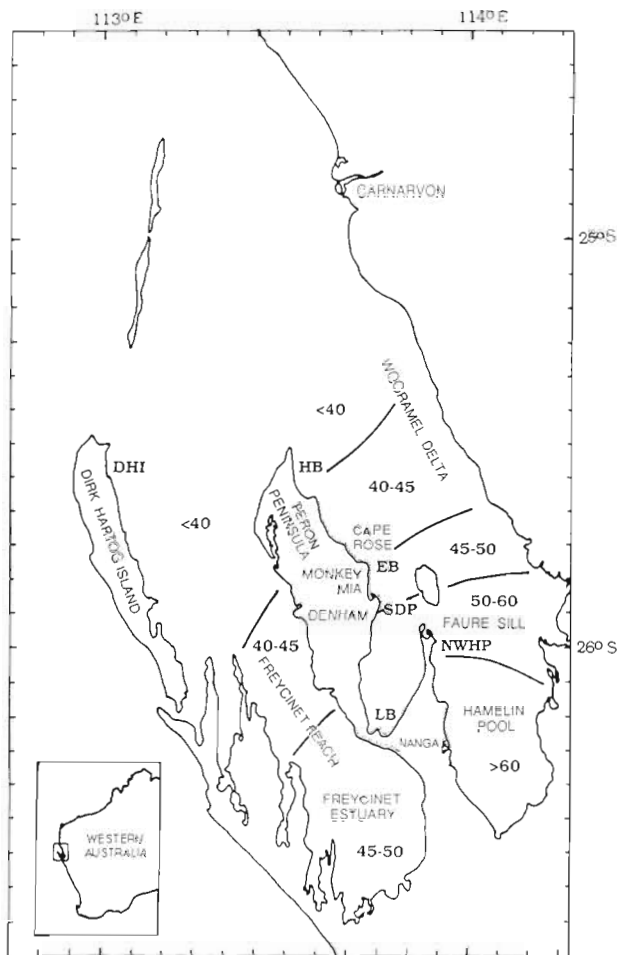 113° E
114° E
CARNARVON
25° S
WOORAMEL DELTA
<40
DHI
HB
40-45
DIRK HARTOG ISLAND
<40
PERON
PENINSULA
CAPE
ROSE
45-50
EB
MONKEY
MIA
50-60
DENHAM
SDP
FAURE SILL
40-45
NWHP
26° S
FREYCINET REACH
LB
HAMELIN
POOL
NANGA
>60
FREYCINET
ESTUARY
45-50
WESTERN
AUSTRALIA